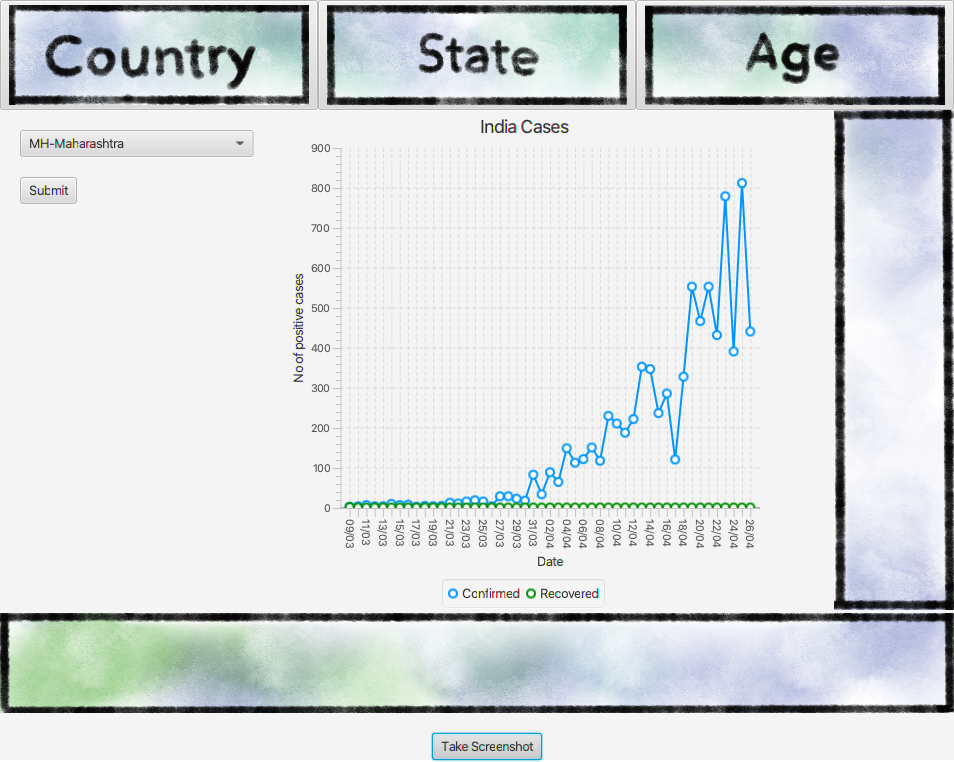 Country
State
Age
MH-Maharashtra
Submit
India Cases
900
800
700
600
500
400
300
200
100
0
No of positive cases
09/03 11/03 13/03 15/03 17/03 19/03 21/03 23/03 25/03 27/03 29/03 31/03 02/04 04/04 06/04 08/04 10/04 12/04 14/04 16/04 18/04 20/04 22/04 24/04 26/04
Date
Confirmed Recovered
Take Screenshot